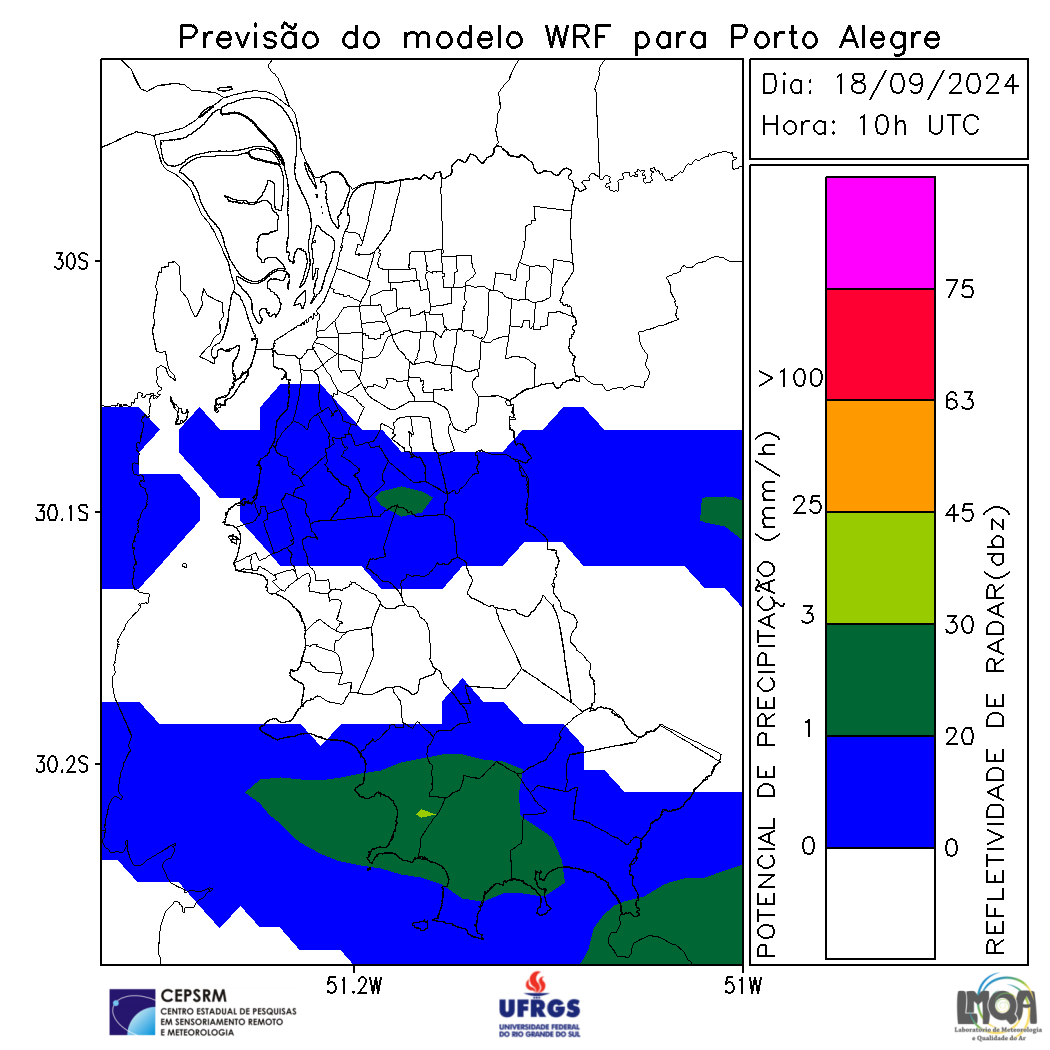 Previsão do modelo WRF para Porto Alegre
Dia: 18/09/2024
Hora: 10h UTC
30S
30.1S
30.2S
51.2W
51W
POTENCIAL DE PRECIPITAÇÃO (mm/h)
>100
25
3
1
0
75
63
45
30
20
0
REFLETIVIDADE DE RADAR(dbz)
CEPSRM
CENTRO ESTADUAL DE PESQUISAS
EM SENSORIAMENTO REMOTO
E METEOROLOGIA
UFRGS
UNIVERSIDADE FEDERAL
DO RIO GRANDE DO SUL
LMQA
Laboratório de Meteorologia
e Qualidade do Ar